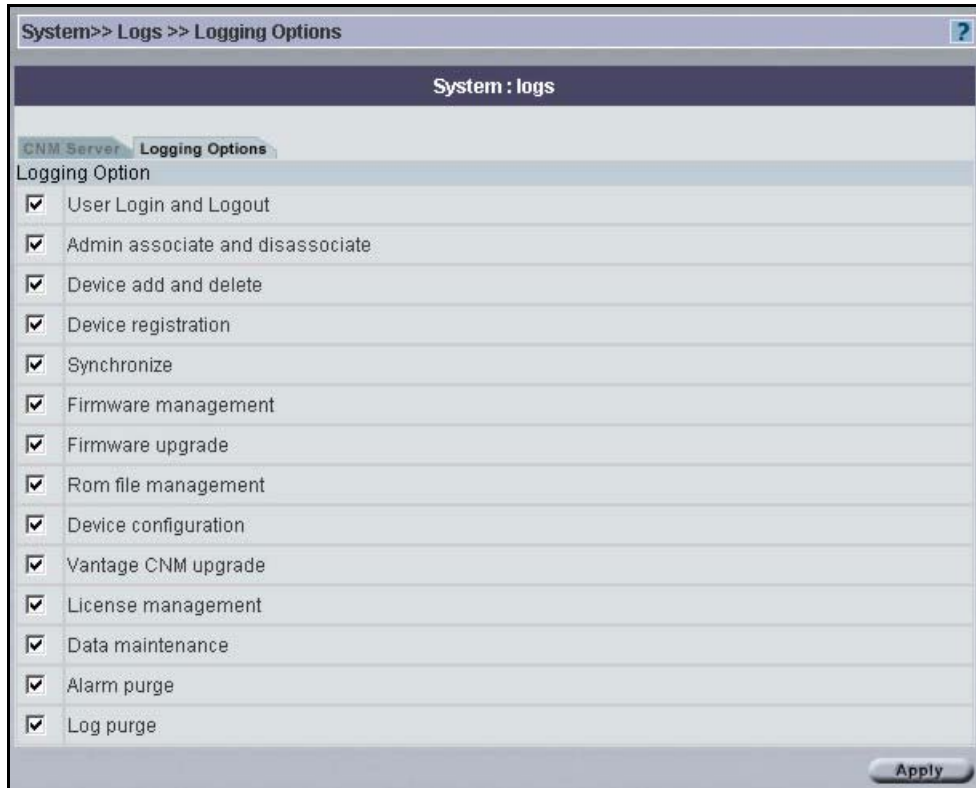 System>> Logs >> Logging Options
?
System : logs
CNM Server Logging Options
Logging Option
User Login and Logout
Admin associate and disassociate
Device add and delete
Device registration
Synchronize
Firmware management
Firmware upgrade
Rom file management
Device configuration
Vantage CNM upgrade
License management
Data maintenance
Alarm purge
Log purge
Apply